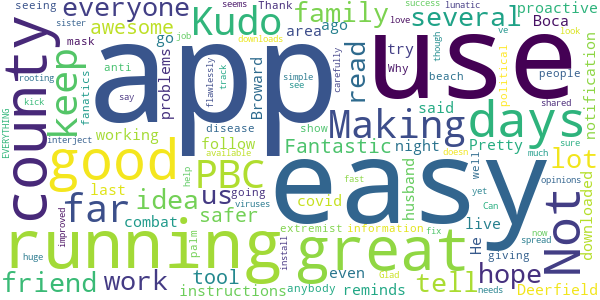 app
use
easy
running
great
good
days
far
county
Not
Making
Kudo
keep
everyone
family
several
idea
PBC
us
lot
friend
work
tell
hope
tool
safer
read
awesome
Fantastic
Pretty
night
said
try
live
He
even
reminds
instructions
anybody
covid
information
extremist
Deerfield
giving
husband
downloaded
notification
proactive
Boca
area
ago
go
problems
mask
anti
fanatics
working
disease
follow
last
combat
Broward
show
people
beach
political
shared
opinions
well
yet
Can
spread
needs
now
sure
look
much
doesn
Why
love
success
lunatic
Thank
job
seems
downloads
though
ve
carefully
simple
see
track
flawlessly
say
available
going
viruses
help
fast
fix
Glad
install
palm
improved
huge
interject
kick
rooting
EVERYTHING
seeing
sister